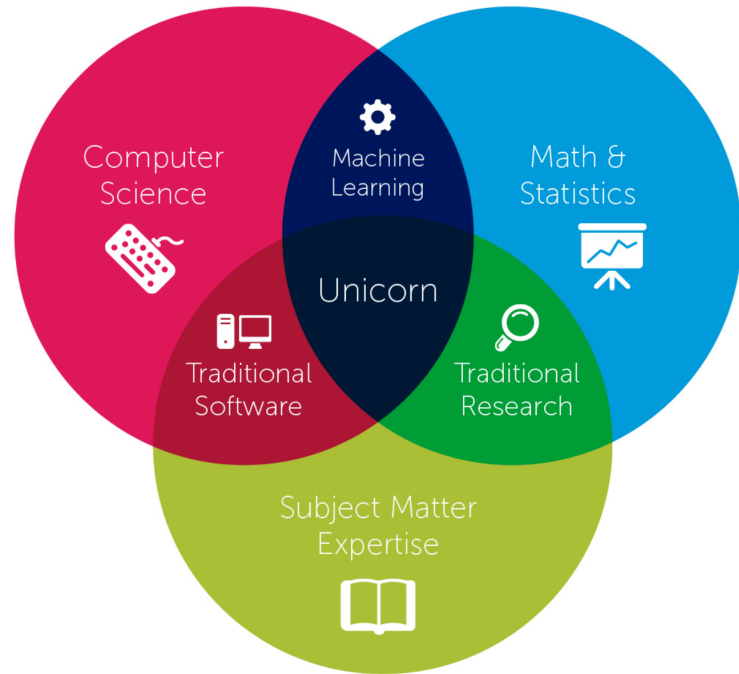 Computer
Science
Machine
Learning
Math &
Statistics
Unicorn
Traditional
Software
Traditional
Research
Subject Matter
Expertise